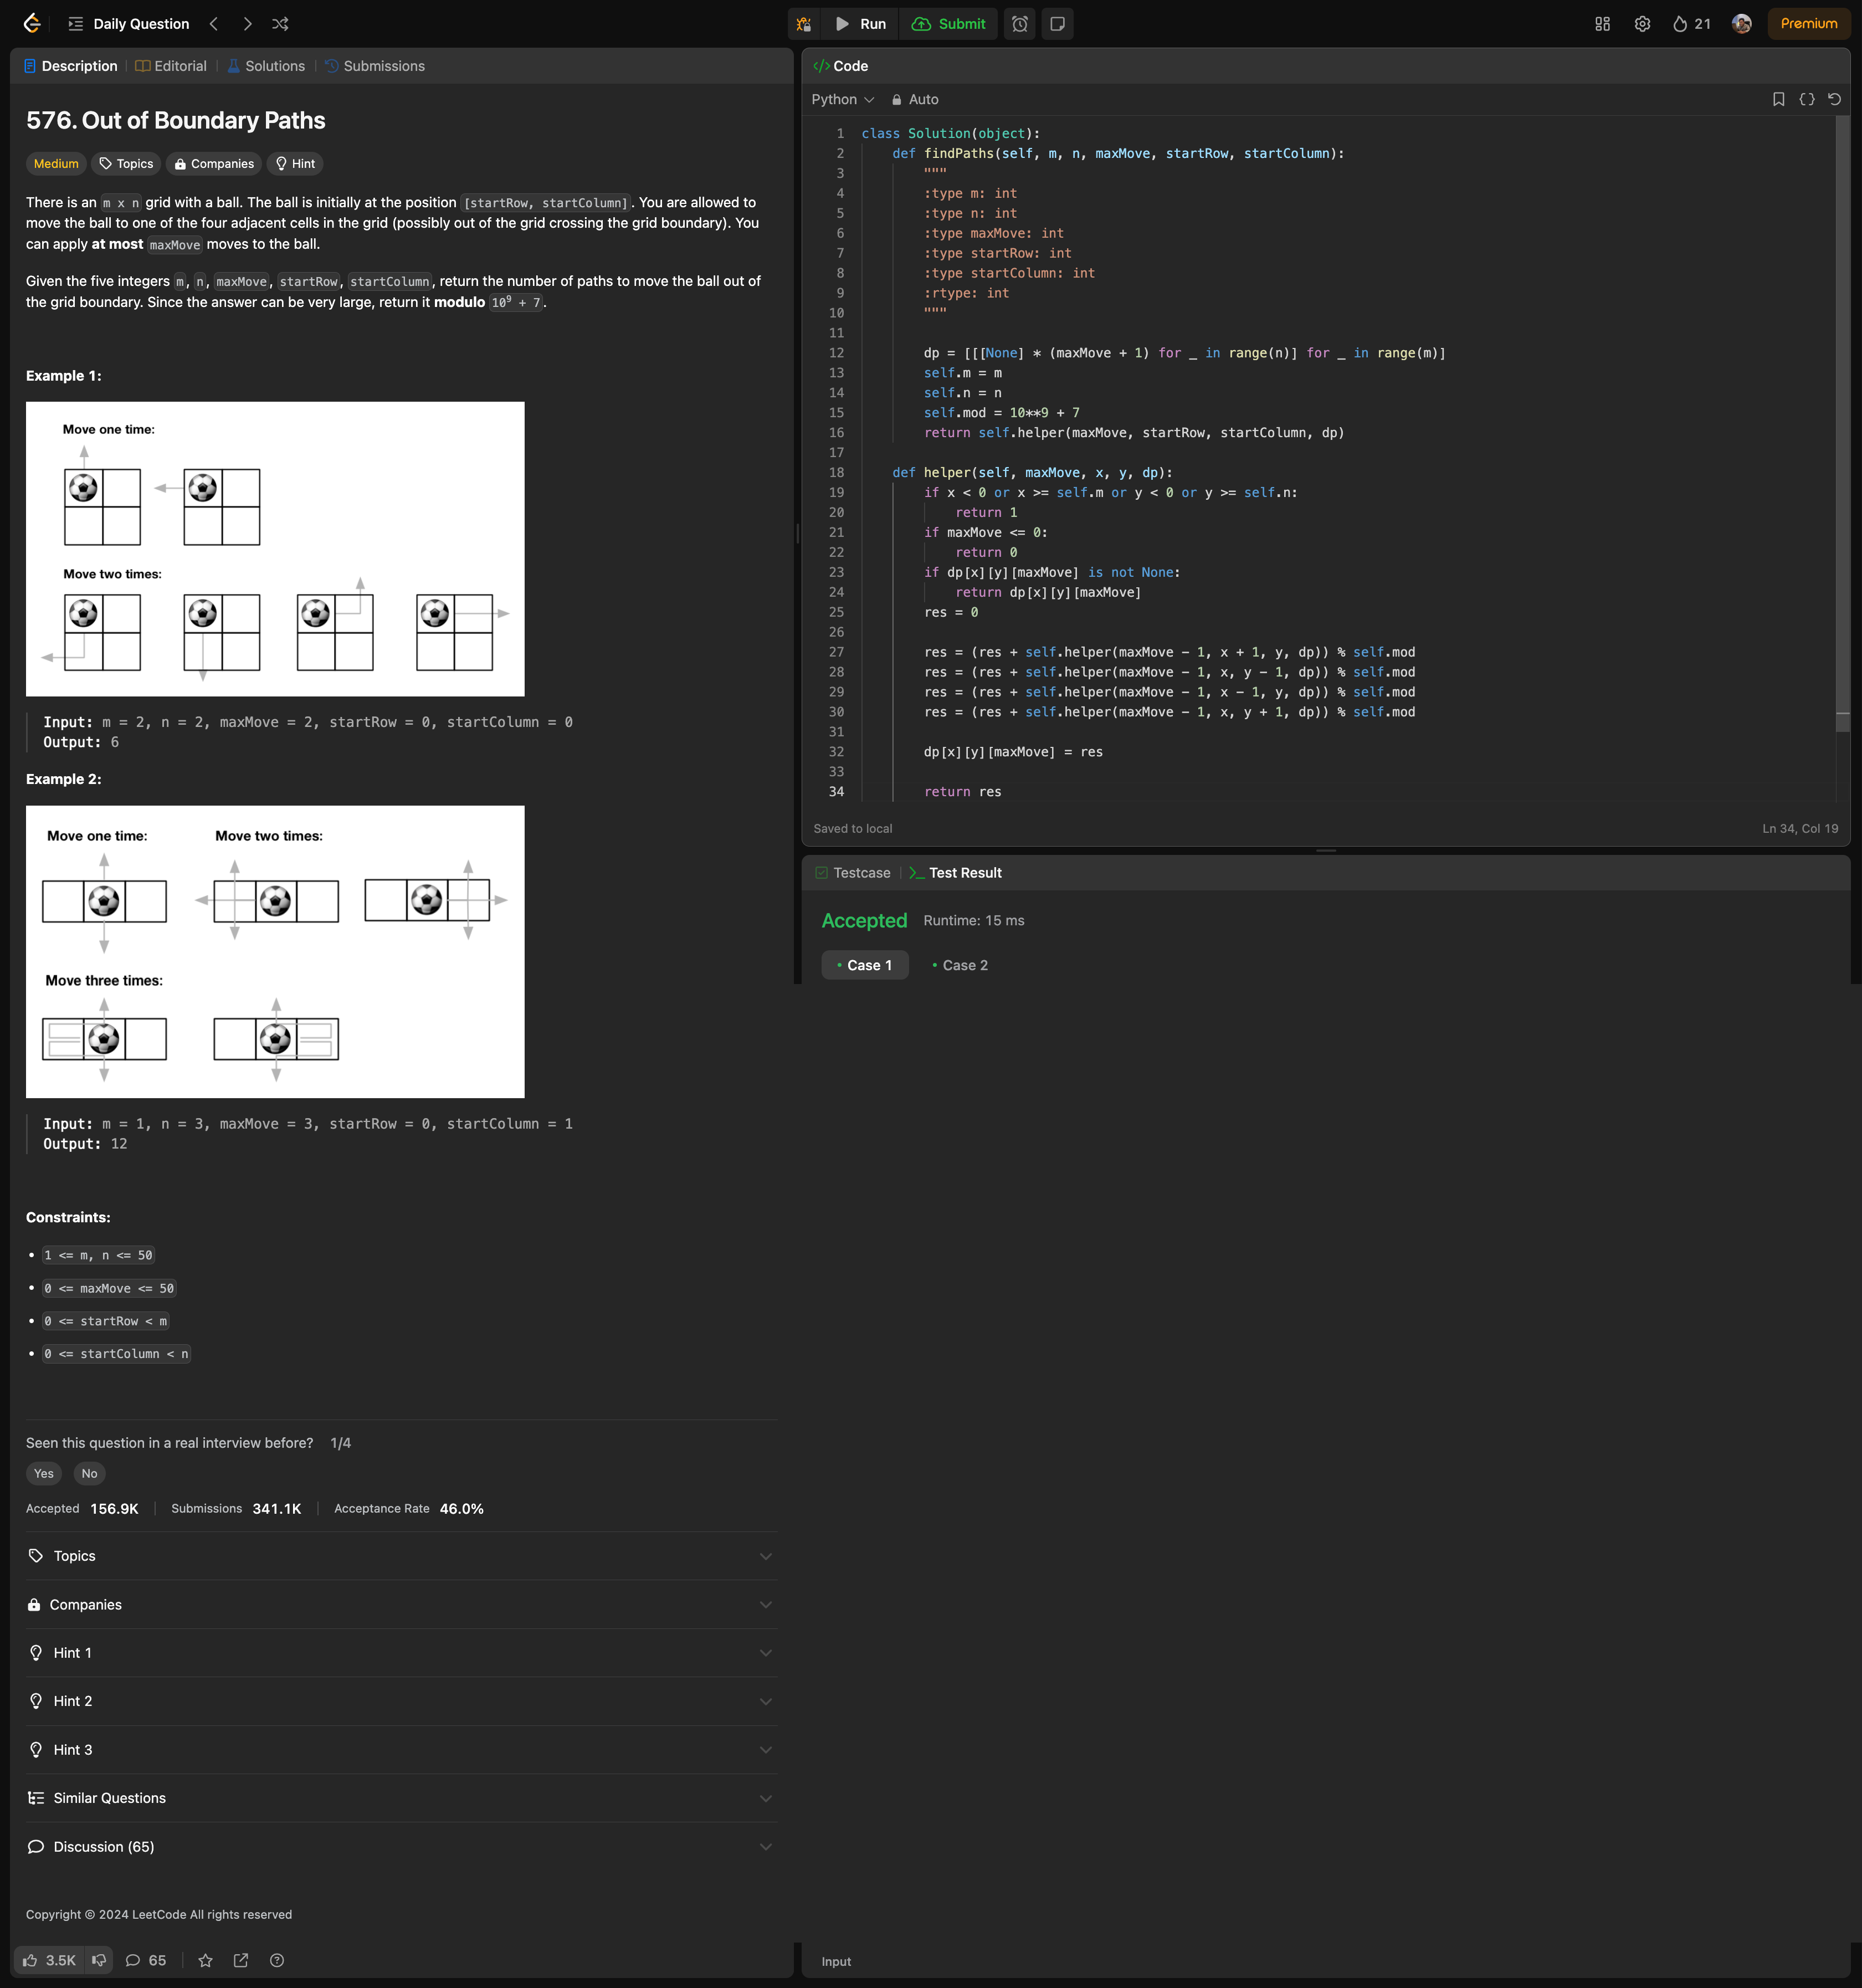 Daily Question
Run
Submit
21
Premium
Description
Editorial
Solutions
Submissions
576. Out of Boundary Paths
Medium
Topics
Companies
Hint
There is an m x n grid with a ball. The ball is initially at the position [startRow, startColumn]. You are allowed to
move the ball to one of the four adjacent cells in the grid (possibly out of the grid crossing the grid boundary). You
can apply at most maxMove moves to the ball.
Given the five integers m, n, maxMove, startRow, startColumn, return the number of paths to move the ball out of
the grid boundary. Since the answer can be very large, return it modulo 10⁹ + 7.
Example 1:
Move one time:
Move two times:
Input: m = 2, n = 2, maxMove = 2, startRow = 0, startColumn = 0
Output: 6
Example 2:
Move one time:
Move two times:
Move three times:
Input: m = 1, n = 3, maxMove = 3, startRow = 0, startColumn = 1
Output: 12
Constraints:
• 1 <= m, n <= 50
• 0 <= maxMove <= 50
• 0 <= startRow < m
• 0 <= startColumn < n
Seen this question in a real interview before? 1/4
Yes
No
Accepted 156.9K
Submissions 341.1K
Acceptance Rate 46.0%
Topics
Companies
Hint 1
Hint 2
Hint 3
Similar Questions
Discussion (65)
Copyright © 2024 LeetCode All rights reserved
3.5K
65
</> Code
Python
Auto
1 class Solution(object):
2     def findPaths(self, m, n, maxMove, startRow, startColumn):
3         """
4         :type m: int
5         :type n: int
6         :type maxMove: int
7         :type startRow: int
8         :type startColumn: int
9         :rtype: int
10         """
11
12         dp = [[[None] * (maxMove + 1) for _ in range(n)] for _ in range(m)]
13         self.m = m
14         self.n = n
15         self.mod = 10**9 + 7
16         return self.helper(maxMove, startRow, startColumn, dp)
17
18     def helper(self, maxMove, x, y, dp):
19         if x < 0 or x >= self.m or y < 0 or y >= self.n:
20             return 1
21         if maxMove <= 0:
22             return 0
23         if dp[x][y][maxMove] is not None:
24             return dp[x][y][maxMove]
25         res = 0
26
27         res = (res + self.helper(maxMove - 1, x + 1, y, dp)) % self.mod
28         res = (res + self.helper(maxMove - 1, x, y - 1, dp)) % self.mod
29         res = (res + self.helper(maxMove - 1, x - 1, y, dp)) % self.mod
30         res = (res + self.helper(maxMove - 1, x, y + 1, dp)) % self.mod
31
32         dp[x][y][maxMove] = res
33
34         return res
Saved to local
Ln 34, Col 19
Testcase
Test Result
Accepted
Runtime: 15 ms
• Case 1
• Case 2
Input